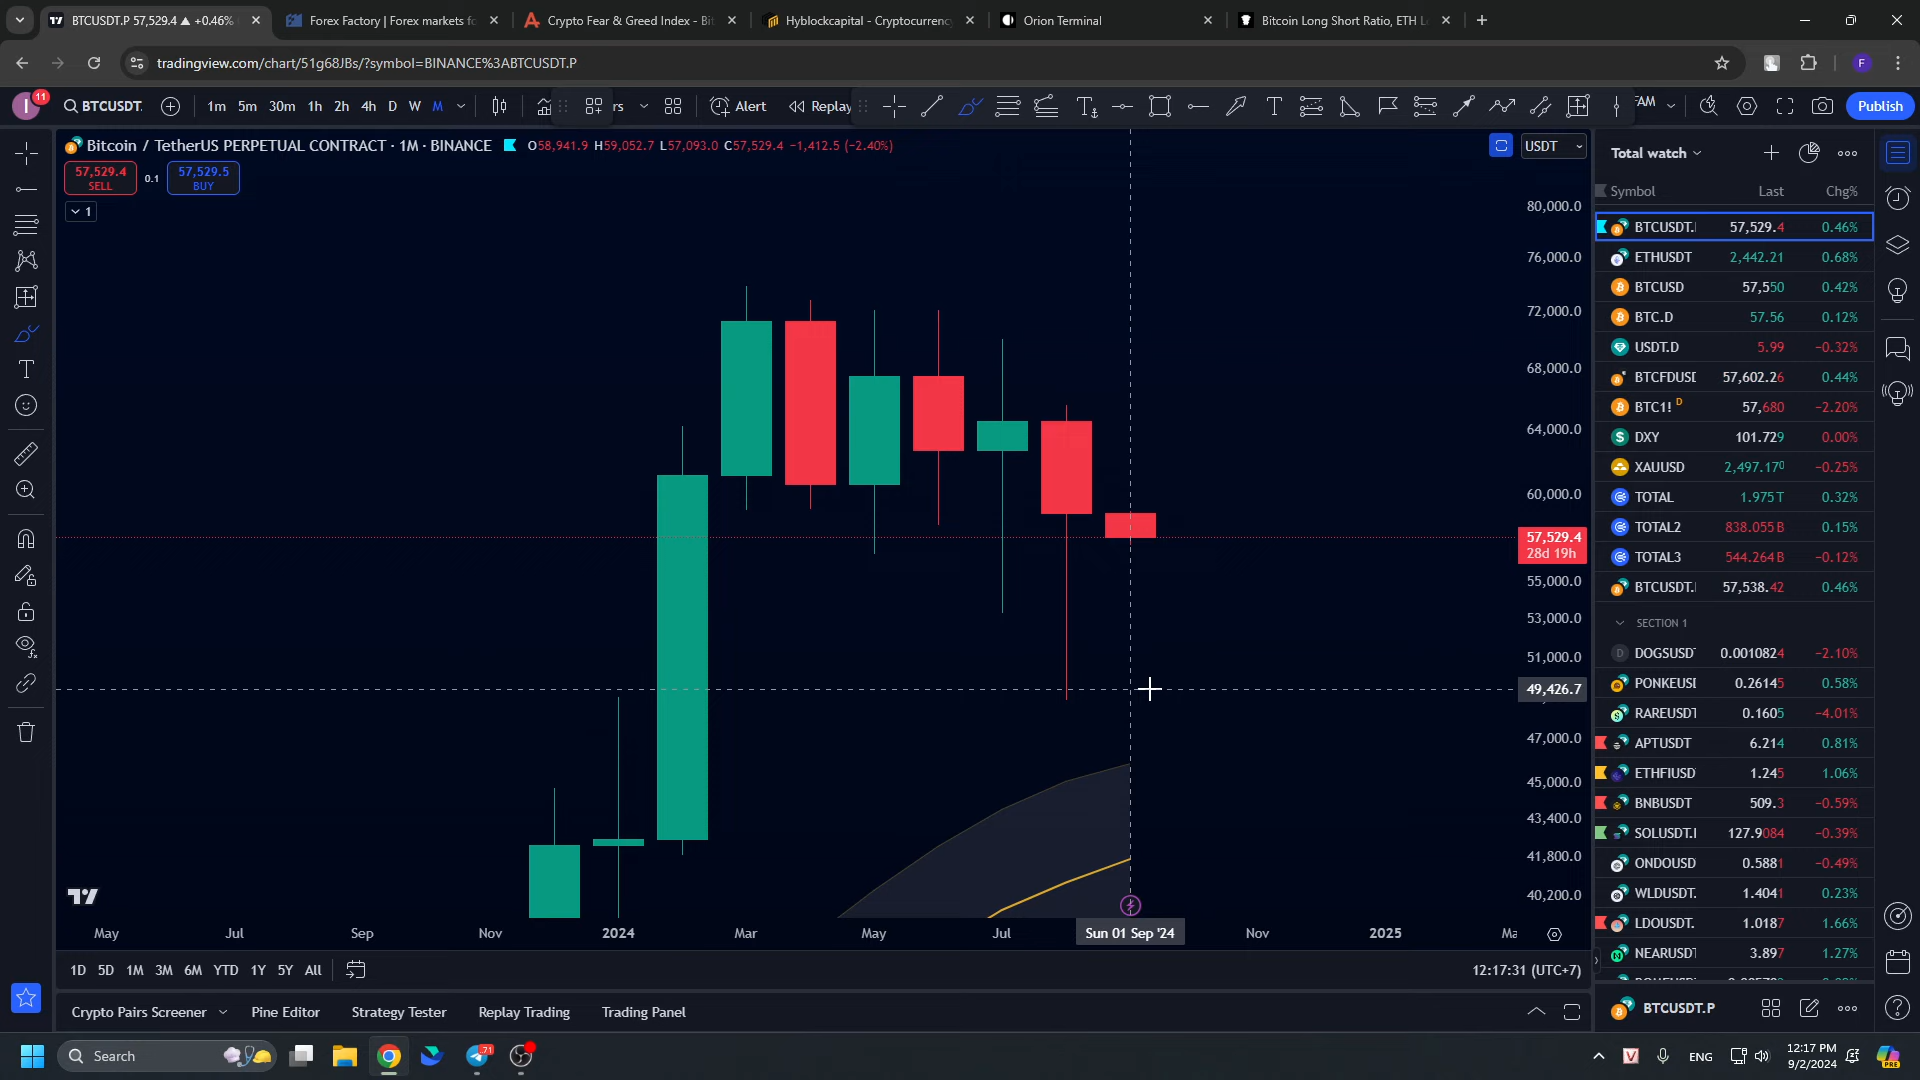 BTCUSDT.P 57,529.4 ▲ +0.46%
Forex Factory | Forex markets fo
Crypto Fear & Greed Index - Bit
Hyblockcapital - Cryptocurrenc
Orion Terminal
Bitcoin Long Short Ratio, ETH L
tradingview.com/chart/51g68JBs/?symbol=BINANCE%3ABTCUSDT.P
F
I 11 BTCUSDT. 1m 5m 30m 1h 2h 4h D W M rs Alert Replay AM Publish
Bitcoin / TetherUS PERPETUAL CONTRACT · 1M · BINANCE O58,941.9 H59,052.7 L57,093.0 C57,529.4 −1,412.5 (−2.40%)
USDT
57,529.4 SELL 0.1 57,529.5 BUY
1
80,000.0
76,000.0
72,000.0
68,000.0
64,000.0
60,000.0
57,529.4
28d 19h
55,000.0
53,000.0
51,000.0
49,426.7
47,000.0
45,000.0
43,400.0
41,800.0
40,200.0
May Jul Sep Nov 2024 Mar May Jul Sun 01 Sep '24 Nov 2025 Ma
1D 5D 1M 3M 6M YTD 1Y 5Y All
12:17:31 (UTC+7)
Crypto Pairs Screener Pine Editor Strategy Tester Replay Trading Trading Panel
Total watch
Symbol Last Chg%
BTCUSDT. 57,529.4 0.46%
ETHUSDT 2,442.21 0.68%
BTCUSD 57,550 0.42%
BTC.D 57.56 0.12%
USDT.D 5.99 −0.32%
BTCFDUSD 57,602.26 0.44%
BTC1! D 57,680 −2.20%
DXY 101.729 0.00%
XAUUSD 2,497.170 −0.25%
TOTAL 1.975T 0.32%
TOTAL2 838.055B 0.15%
TOTAL3 544.264B −0.12%
BTCUSDT. 57,538.42 0.46%
SECTION 1
DOGSUSDT 0.0010824 −2.10%
PONKEUS 0.26145 0.58%
RAREUSDT 0.1605 −4.01%
APTUSDT 6.214 0.81%
ETHFIUSD 1.245 1.06%
BNBUSDT 509.3 −0.59%
SOLUSDT. 127.9084 −0.39%
ONDOUSD 0.5881 −0.49%
WLDUSDT. 1.4041 0.23%
LDOUSDT. 1.0187 1.66%
NEARUSDT 3.897 1.27%
BTCUSDT.P
Search
71
ENG
12:17 PM
9/2/2024
PRE